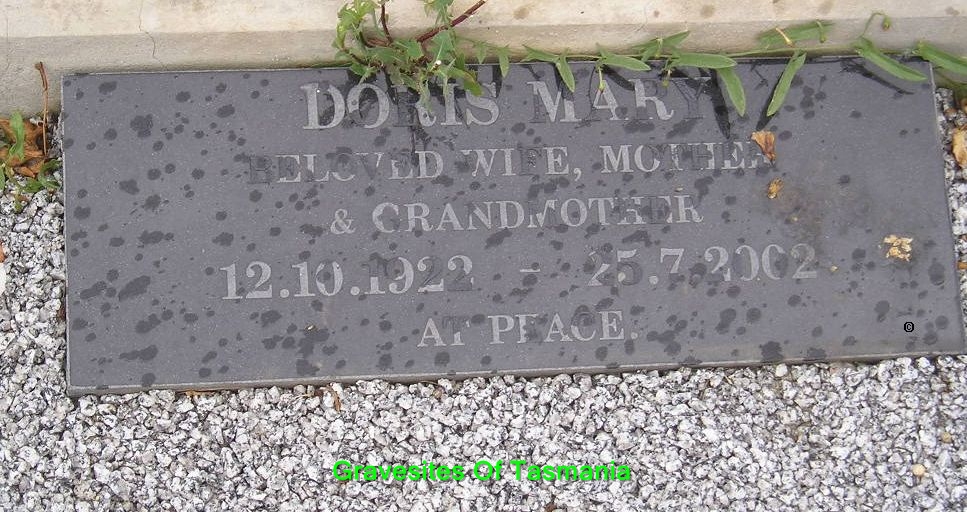 DORIS MARY
BELOVED WIFE, MOTHER
& GRANDMOTHER
12.10.1922 - 25.7.2002
AT PEACE.
©
Gravesites Of Tasmania